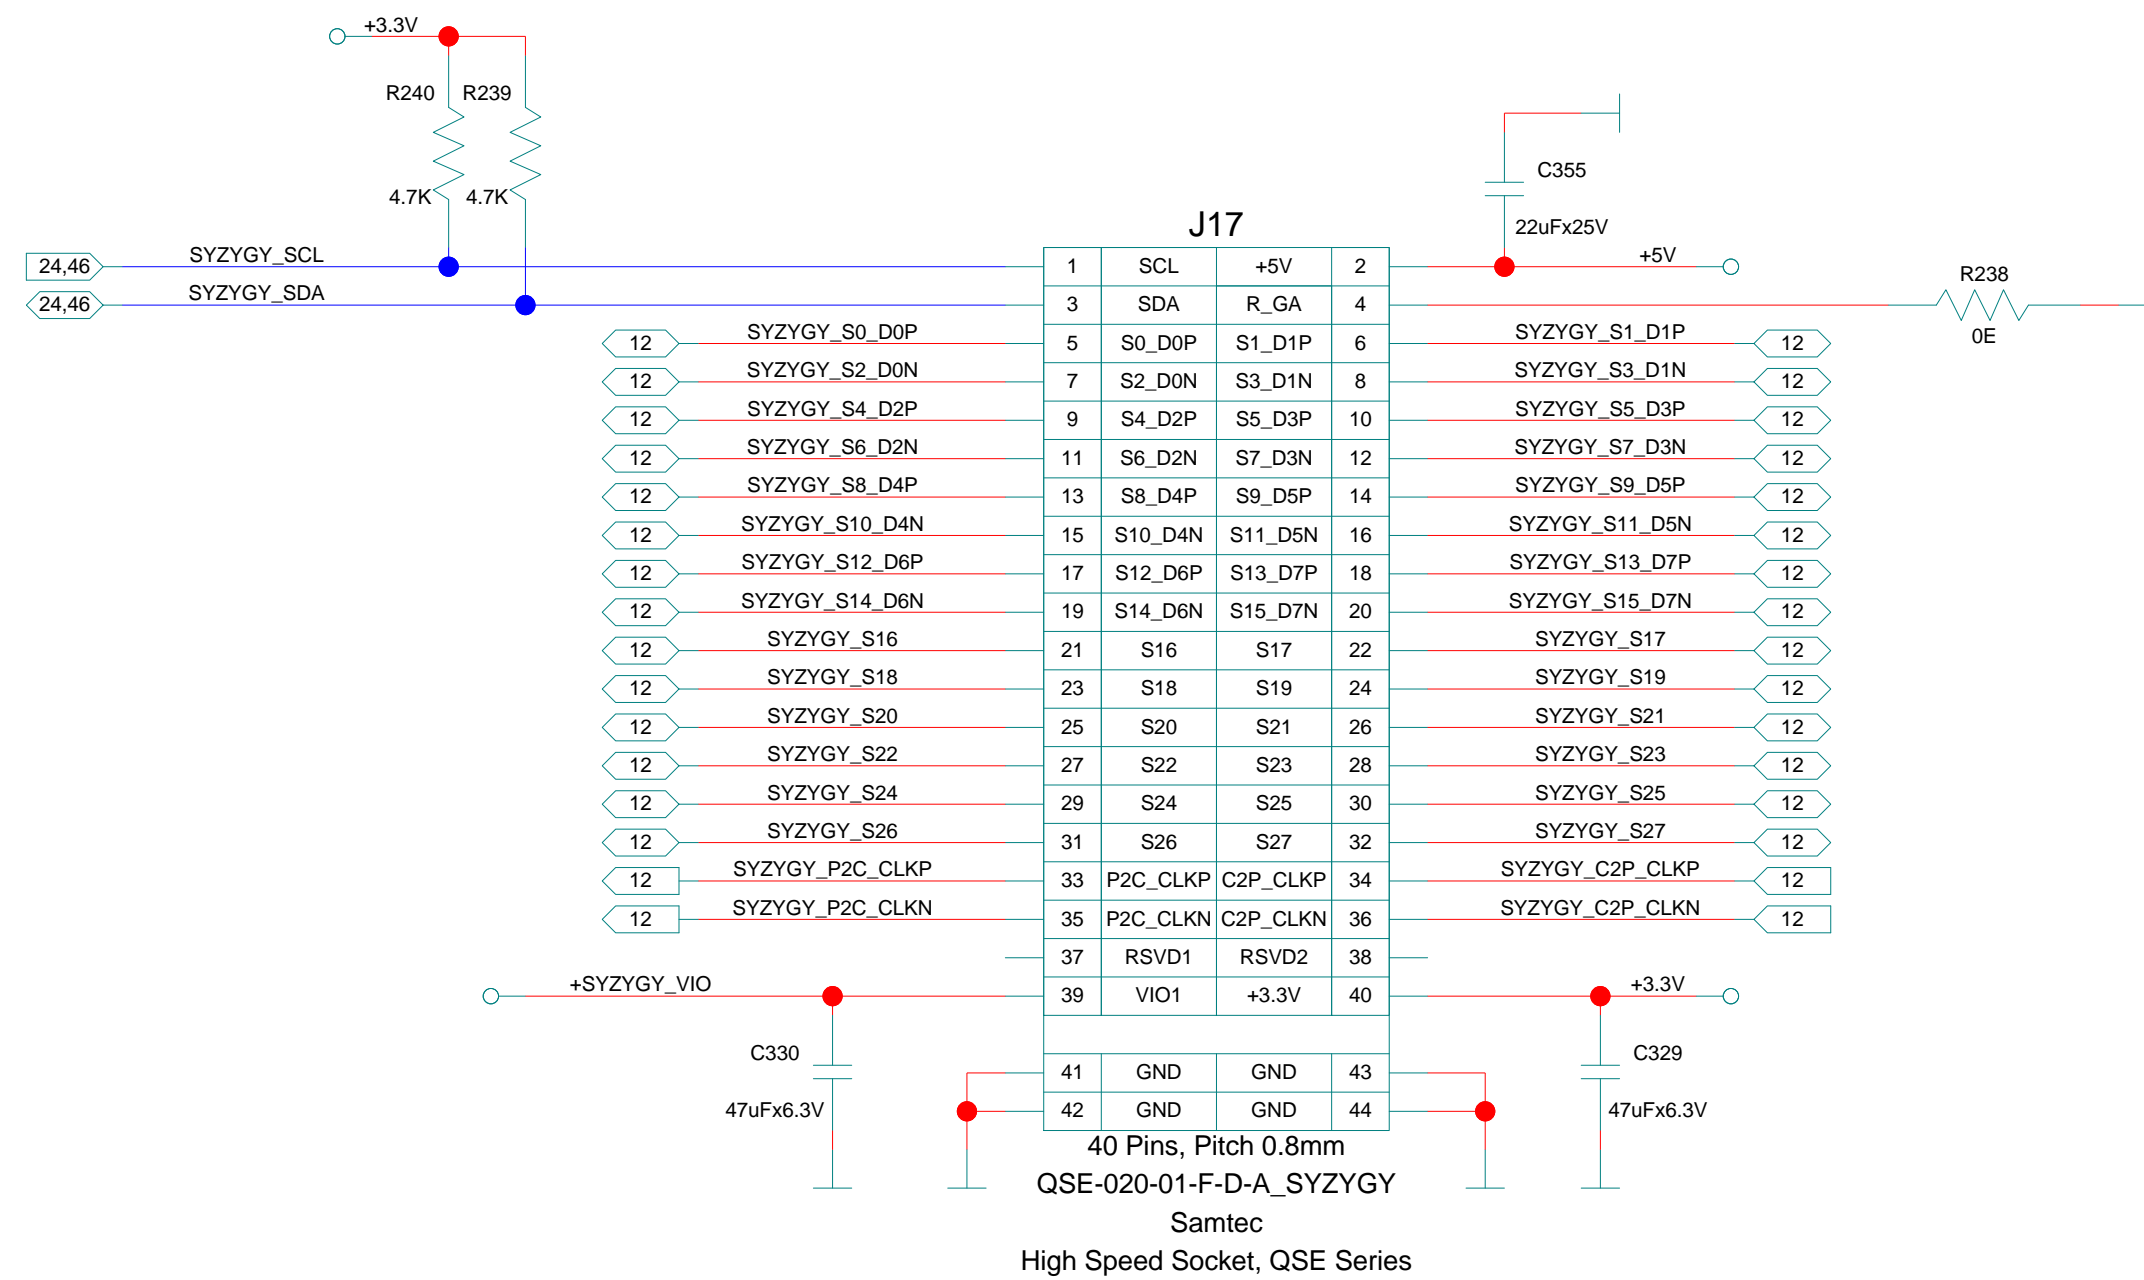 +3.3V
R240 R239
4.7K 4.7K
C355
22uFx25V
J17
24,46 SYZYGY_SCL 1 SCL +5V 2 +5V
24,46 SYZYGY_SDA 3 SDA R_GA 4 R238
0E
12 SYZYGY_S0_D0P 5 S0_D0P S1_D1P 6 SYZYGY_S1_D1P 12
12 SYZYGY_S2_D0N 7 S2_D0N S3_D1N 8 SYZYGY_S3_D1N 12
12 SYZYGY_S4_D2P 9 S4_D2P S5_D3P 10 SYZYGY_S5_D3P 12
12 SYZYGY_S6_D2N 11 S6_D2N S7_D3N 12 SYZYGY_S7_D3N 12
12 SYZYGY_S8_D4P 13 S8_D4P S9_D5P 14 SYZYGY_S9_D5P 12
12 SYZYGY_S10_D4N 15 S10_D4N S11_D5N 16 SYZYGY_S11_D5N 12
12 SYZYGY_S12_D6P 17 S12_D6P S13_D7P 18 SYZYGY_S13_D7P 12
12 SYZYGY_S14_D6N 19 S14_D6N S15_D7N 20 SYZYGY_S15_D7N 12
12 SYZYGY_S16 21 S16 S17 22 SYZYGY_S17 12
12 SYZYGY_S18 23 S18 S19 24 SYZYGY_S19 12
12 SYZYGY_S20 25 S20 S21 26 SYZYGY_S21 12
12 SYZYGY_S22 27 S22 S23 28 SYZYGY_S23 12
12 SYZYGY_S24 29 S24 S25 30 SYZYGY_S25 12
12 SYZYGY_S26 31 S26 S27 32 SYZYGY_S27 12
12 SYZYGY_P2C_CLKP 33 P2C_CLKP C2P_CLKP 34 SYZYGY_C2P_CLKP 12
12 SYZYGY_P2C_CLKN 35 P2C_CLKN C2P_CLKN 36 SYZYGY_C2P_CLKN 12
37 RSVD1 RSVD2 38
+SYZYGY_VIO 39 VIO1 +3.3V 40 +3.3V
C330 C329
41 GND GND 43
47uFx6.3V 42 GND GND 44 47uFx6.3V
40 Pins, Pitch 0.8mm
QSE-020-01-F-D-A_SYZYGY
Samtec
High Speed Socket, QSE Series